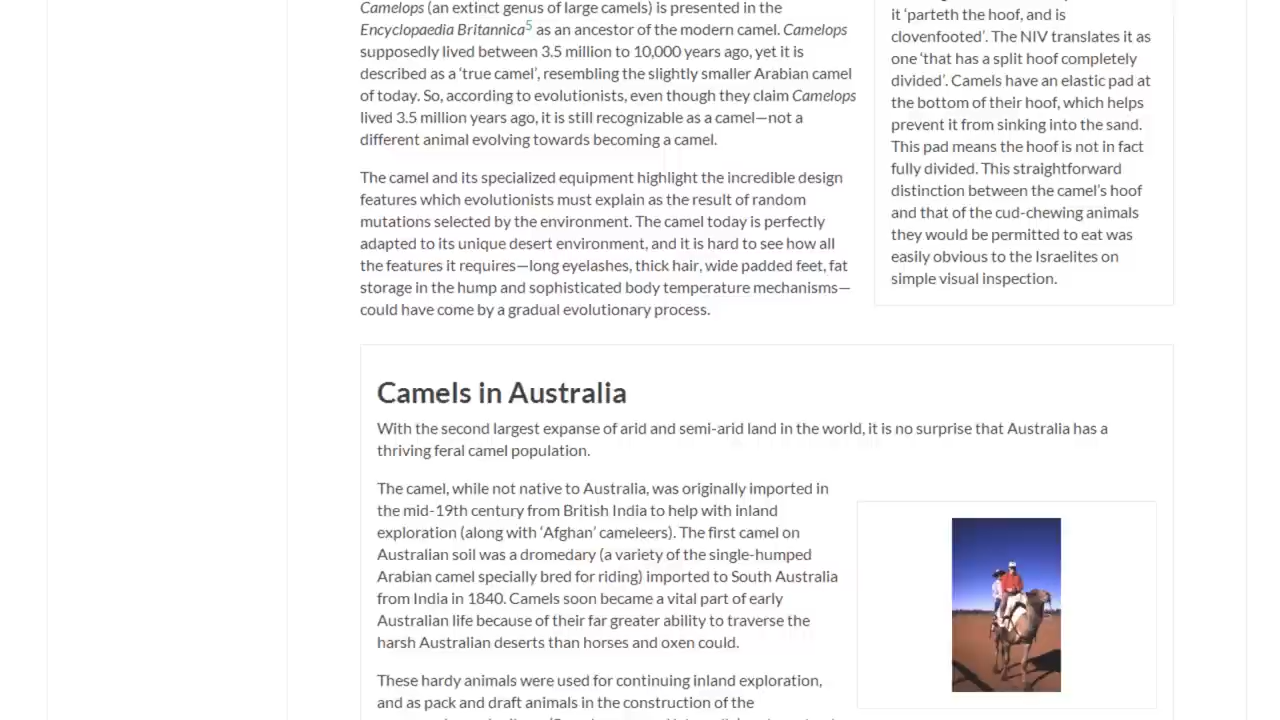 Camelops (an extinct genus of large camels) is presented in the
Encyclopaedia Britannica5 as an ancestor of the modern camel. Camelops
supposedly lived between 3.5 million to 10,000 years ago, yet it is
described as a ‘true camel’, resembling the slightly smaller Arabian camel
of today. So, according to evolutionists, even though they claim Camelops
lived 3.5 million years ago, it is still recognizable as a camel—not a
different animal evolving towards becoming a camel.
The camel and its specialized equipment highlight the incredible design
features which evolutionists must explain as the result of random
mutations selected by the environment. The camel today is perfectly
adapted to its unique desert environment, and it is hard to see how all
the features it requires—long eyelashes, thick hair, wide padded feet, fat
storage in the hump and sophisticated body temperature mechanisms—
could have come by a gradual evolutionary process.
it ‘parteth the hoof, and is
clovenfooted’. The NIV translates it as
one ‘that has a split hoof completely
divided’. Camels have an elastic pad at
the bottom of their hoof, which helps
prevent it from sinking into the sand.
This pad means the hoof is not in fact
fully divided. This straightforward
distinction between the camel’s hoof
and that of the cud-chewing animals
they would be permitted to eat was
easily obvious to the Israelites on
simple visual inspection.
Camels in Australia
With the second largest expanse of arid and semi-arid land in the world, it is no surprise that Australia has a
thriving feral camel population.
The camel, while not native to Australia, was originally imported in
the mid-19th century from British India to help with inland
exploration (along with ‘Afghan’ cameleers). The first camel on
Australian soil was a dromedary (a variety of the single-humped
Arabian camel specially bred for riding) imported to South Australia
from India in 1840. Camels soon became a vital part of early
Australian life because of their far greater ability to traverse the
harsh Australian deserts than horses and oxen could.
These hardy animals were used for continuing inland exploration,
and as pack and draft animals in the construction of the